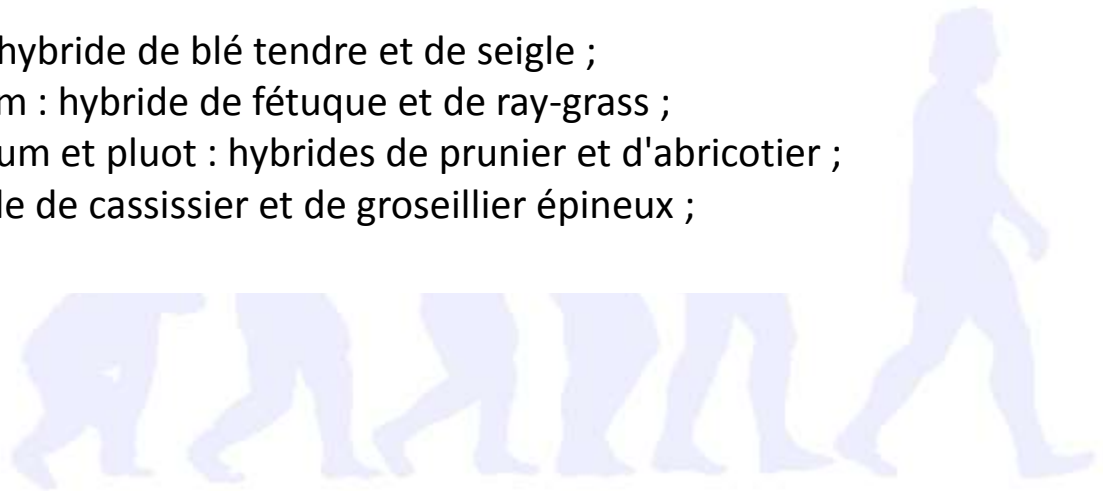 hybride de blé tendre et de seigle ;
m : hybride de fétuque et de ray-grass ;
um et pluot : hybrides de prunier et d'abricotier ;
le de cassissier et de groseillier épineux ;